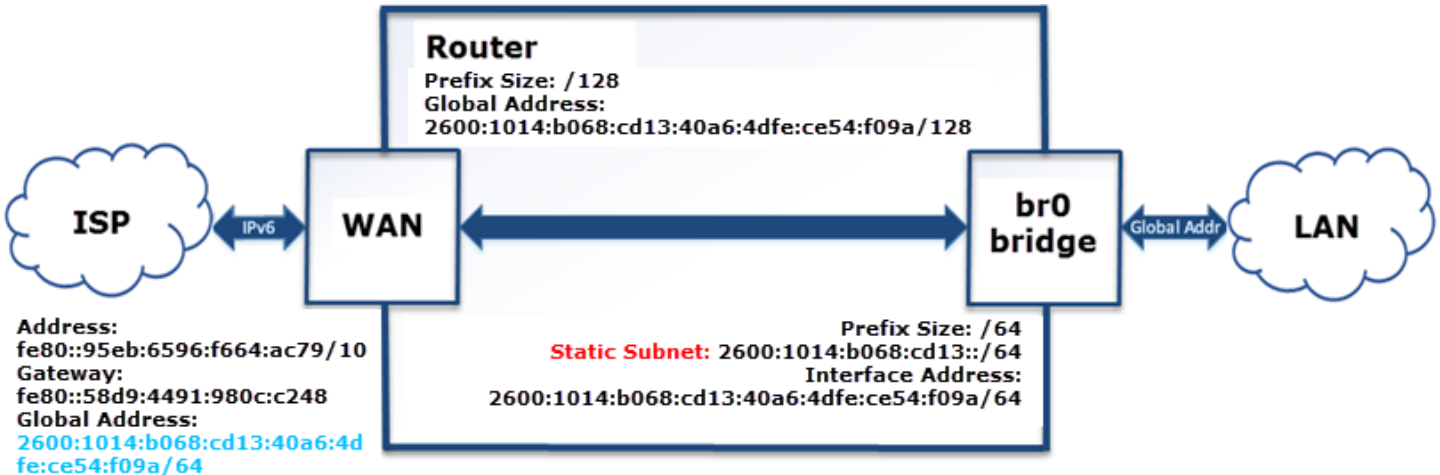 Router
Prefix Size: /128
Global Address:
2600:1014:b068:cd13:40a6:4dfe:ce54:f09a/128
ISP
IPv6
WAN
br0
bridge
Global Addr
LAN
Address:
fe80::95eb:6596:f664:ac79/10
Gateway:
fe80::58d9:4491:980c:c248
Global Address:
2600:1014:b068:cd13:40a6:4d
fe:ce54:f09a/64
Prefix Size: /64
Static Subnet: 2600:1014:b068:cd13::/64
Interface Address:
2600:1014:b068:cd13:40a6:4dfe:ce54:f09a/64